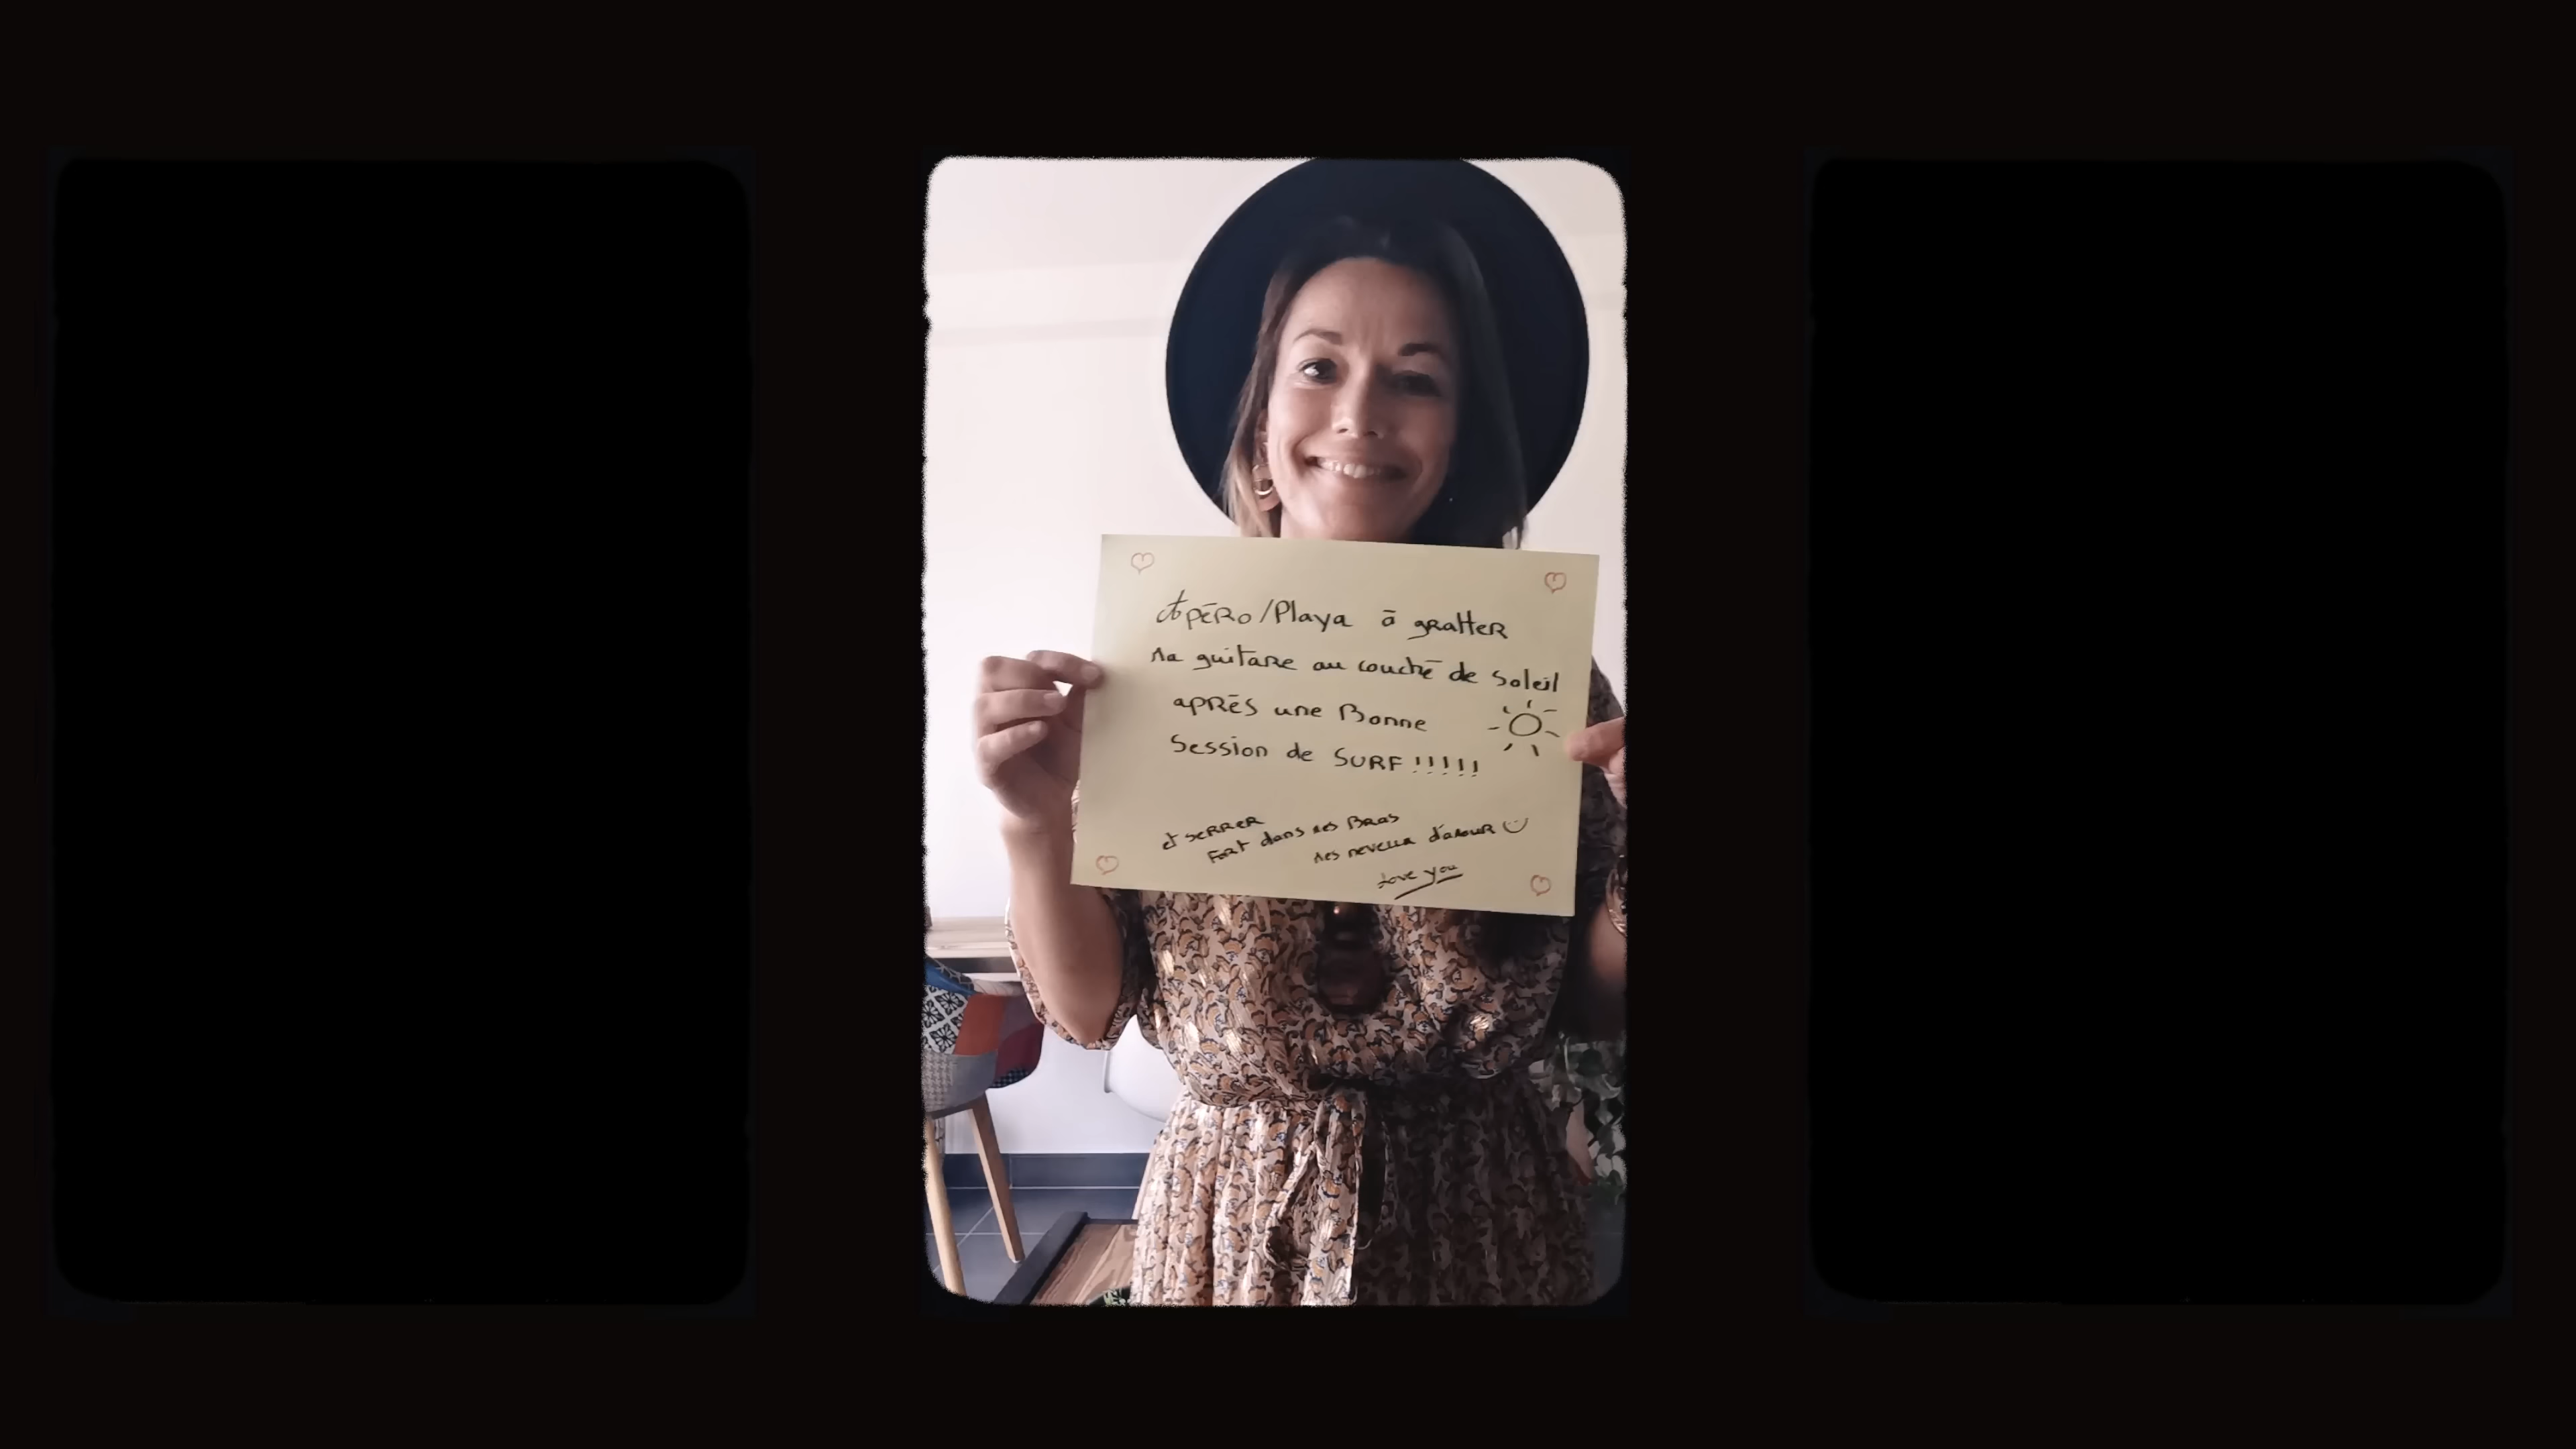 Apéro/Playa à gratter
Ma guitare au couché de Soleil
après une Bonne
Session de SURF !!!!!
et serrer
Fort dans mes Bras
mes neveux d'amour
Love you